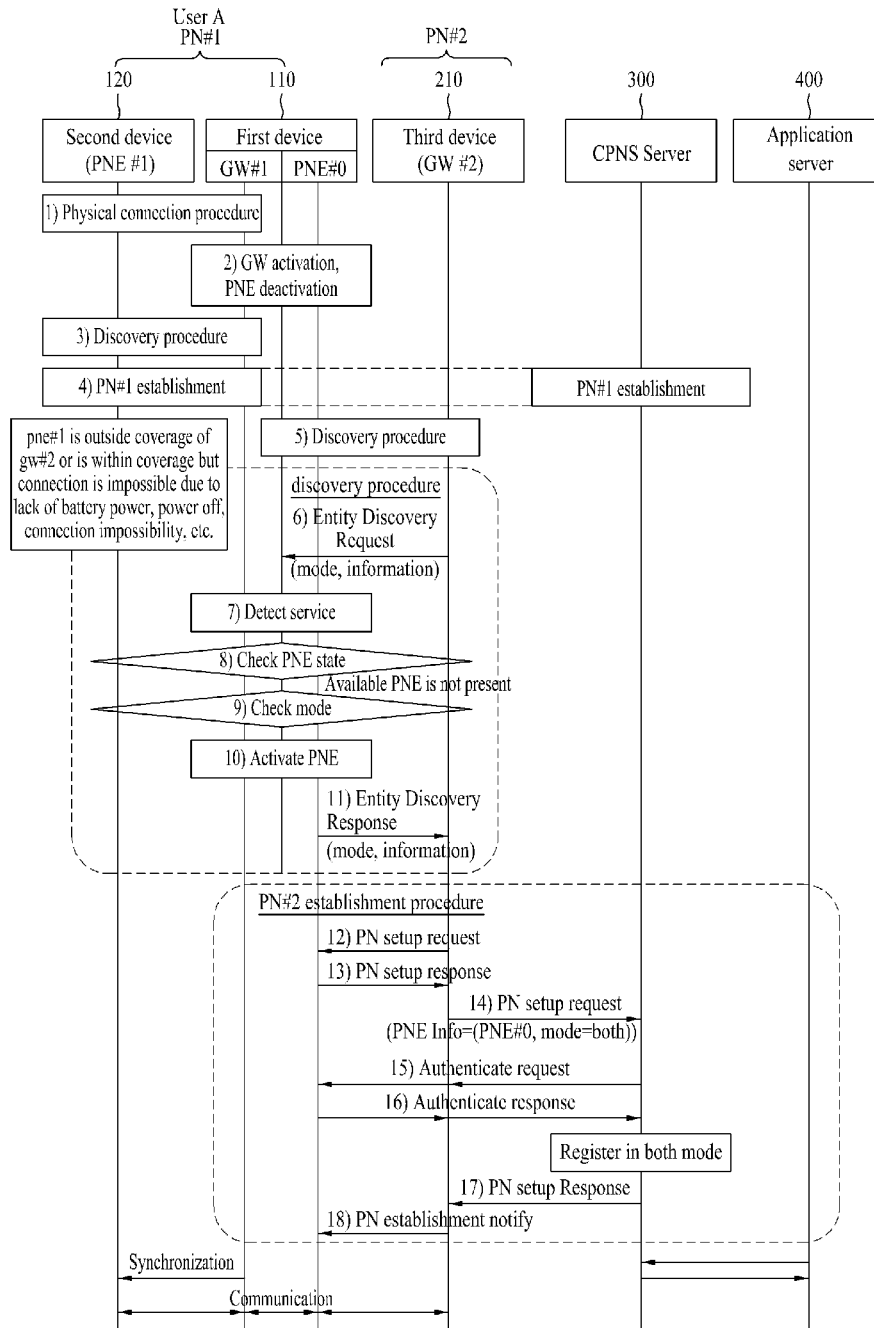 User A
PN#1
PN#2
120
110
210
300
400
Second device
(PNE #1)
First device
GW#1
PNE#0
Third device
(GW #2)
CPNS Server
Application
server
1) Physical connection procedure
2) GW activation,
PNE deactivation
3) Discovery procedure
4) PN#1 establishment
PN#1 establishment
pne#1 is outside coverage of
gw#2 or is within coverage but
connection is impossible due to
lack of battery power, power off,
connection impossibility, etc.
5) Discovery procedure
discovery procedure
6) Entity Discovery
Request
(mode, information)
7) Detect service
8) Check PNE state
Available PNE is not present
9) Check mode
10) Activate PNE
11) Entity Discovery
Response
(mode, information)
PN#2 establishment procedure
12) PN setup request
13) PN setup response
14) PN setup request
(PNE Info=(PNE#0, mode=both))
15) Authenticate request
16) Authenticate response
Register in both mode
17) PN setup Response
18) PN establishment notify
Synchronization
Communication